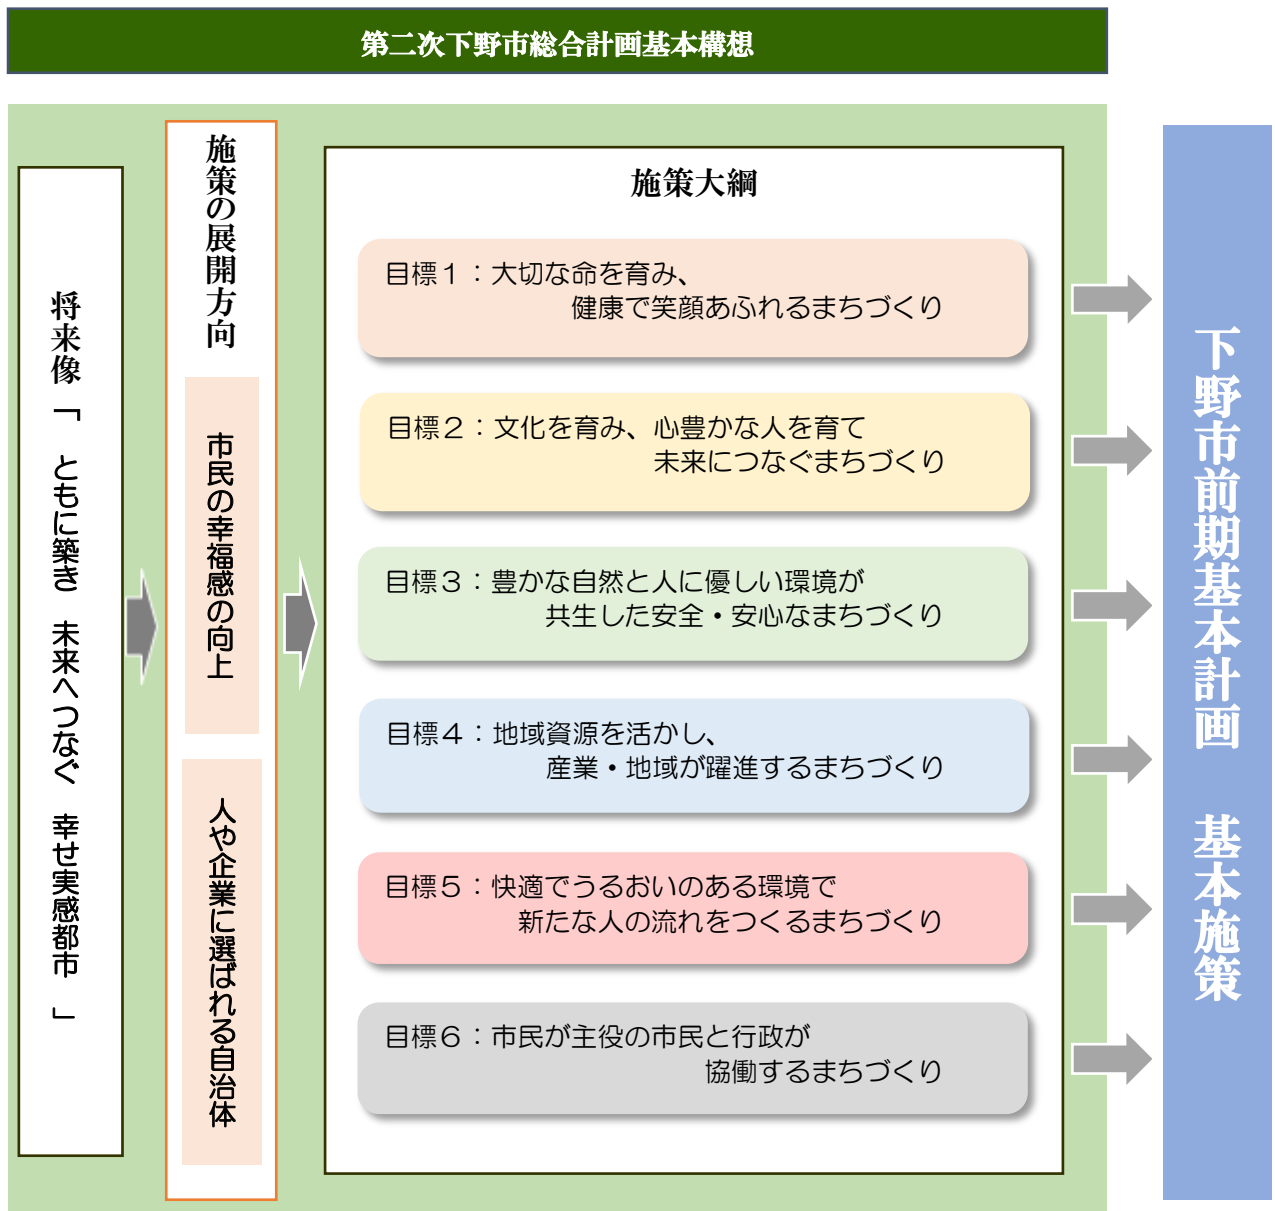 第二次下野市総合計画基本構想
将来像「 ともに築き 未来へつなぐ 幸せ実感都市 」
施策の展開方向
市民の幸福感の向上
人や企業に選ばれる自治体
施策大綱
目標１：大切な命を育み、
健康で笑顔あふれるまちづくり
目標２：文化を育み、心豊かな人を育て
未来につなぐまちづくり
目標３：豊かな自然と人に優しい環境が
共生した安全・安心なまちづくり
目標４：地域資源を活かし、
産業・地域が躍進するまちづくり
目標５：快適でうるおいのある環境で
新たな人の流れをつくるまちづくり
目標６：市民が主役の市民と行政が
協働するまちづくり
下野市前期基本計画 基本施策